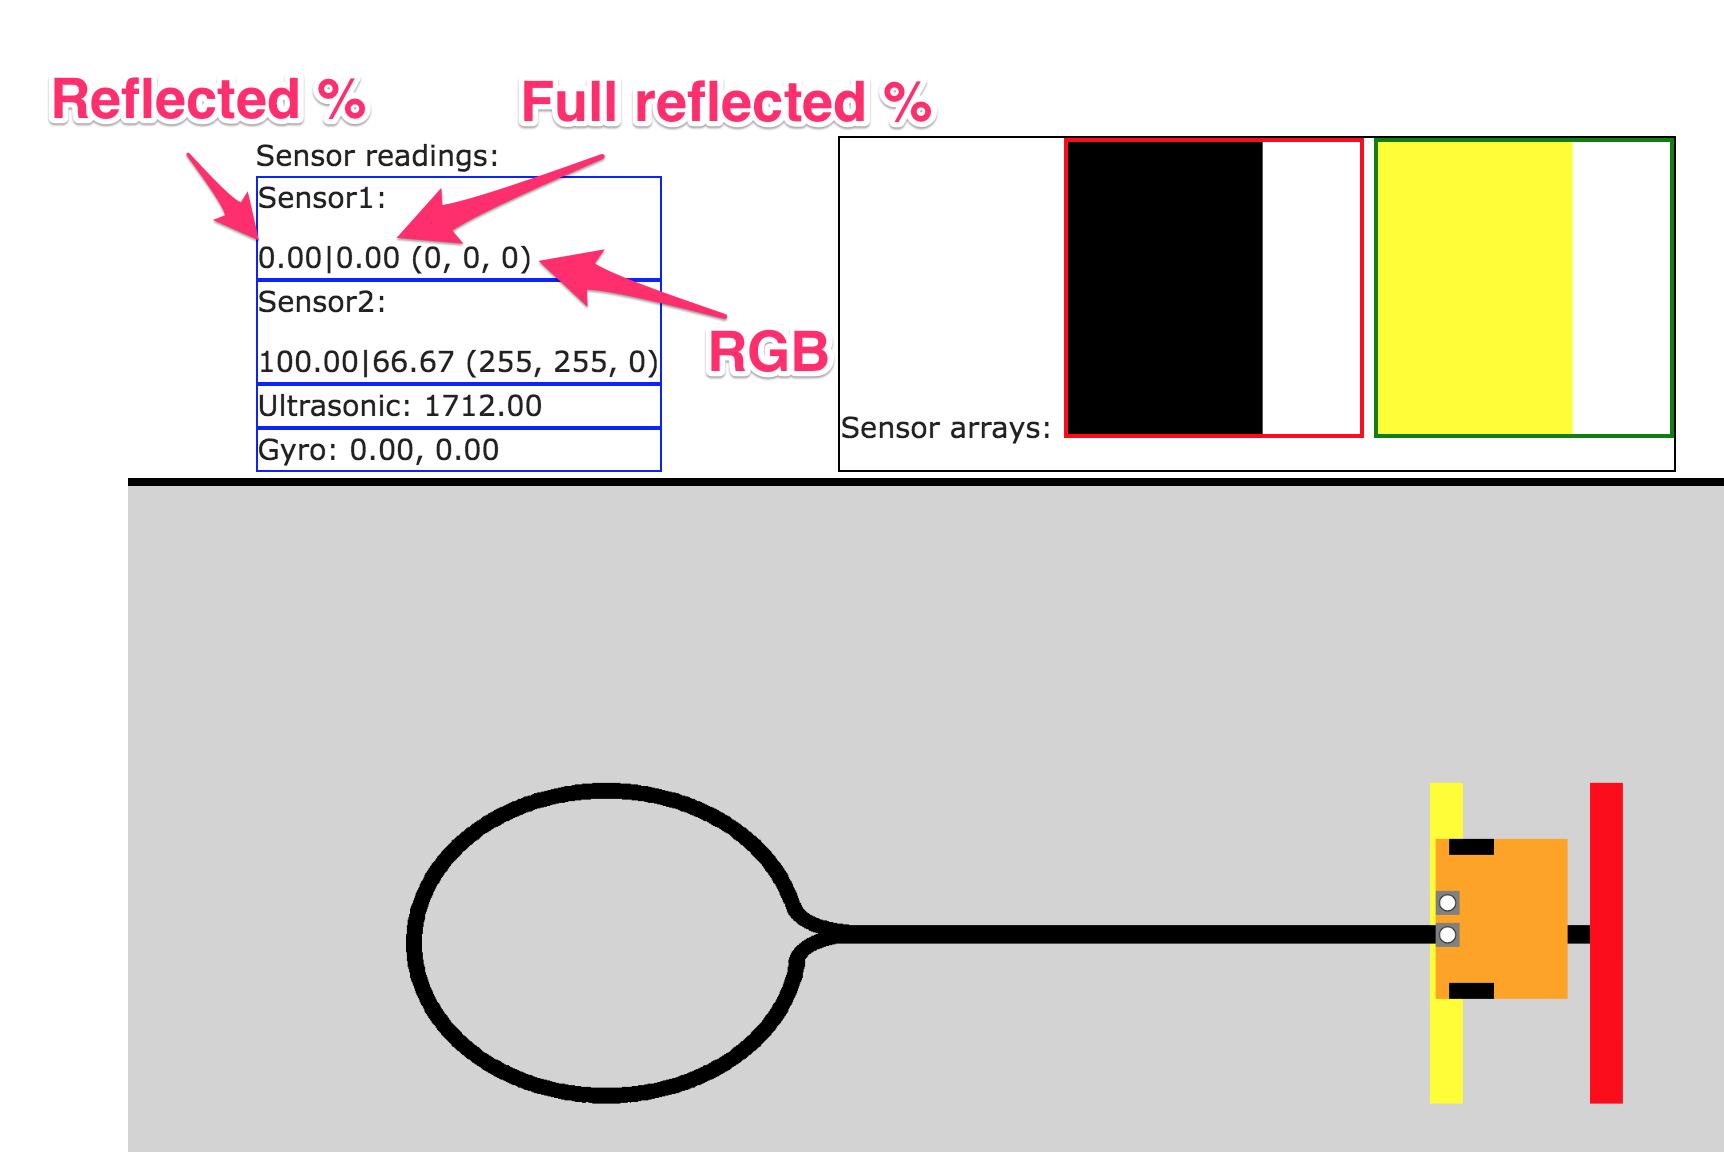 Reflected %
Full reflected %
Sensor readings:
Sensor1:
0.00|0.00 (0, 0, 0)
Sensor2:
100.00|66.67 (255, 255, 0)
RGB
Ultrasonic: 1712.00
Gyro: 0.00, 0.00
Sensor arrays: